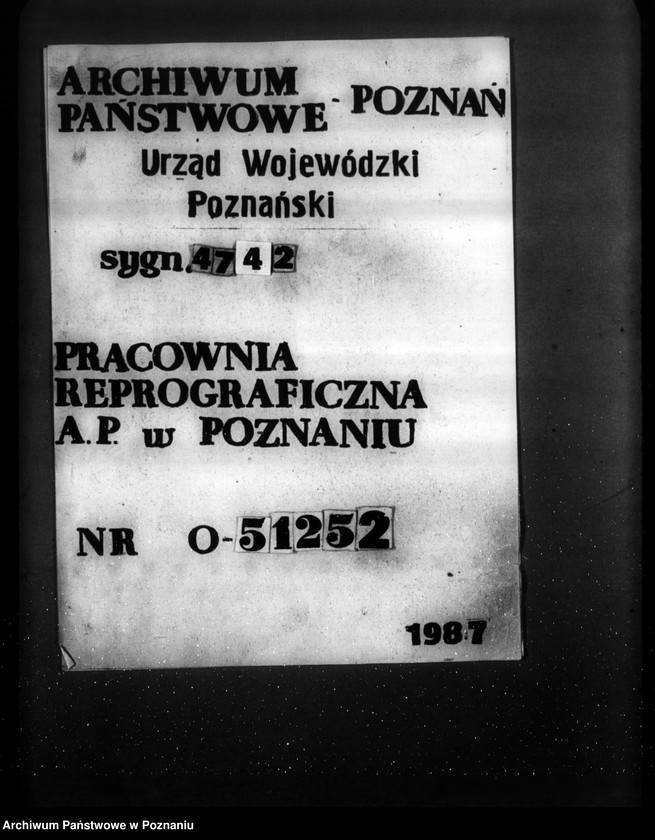 ARCHIWUM
PAŃSTWOWE - POZNAŃ
Urząd Wojewódzki
Poznański
sygn. 4742
PRACOWNIA
REPROGRAFICZNA
A.P. w POZNANIU
NR O-51252
1987
Archiwum Państwowe w Poznaniu